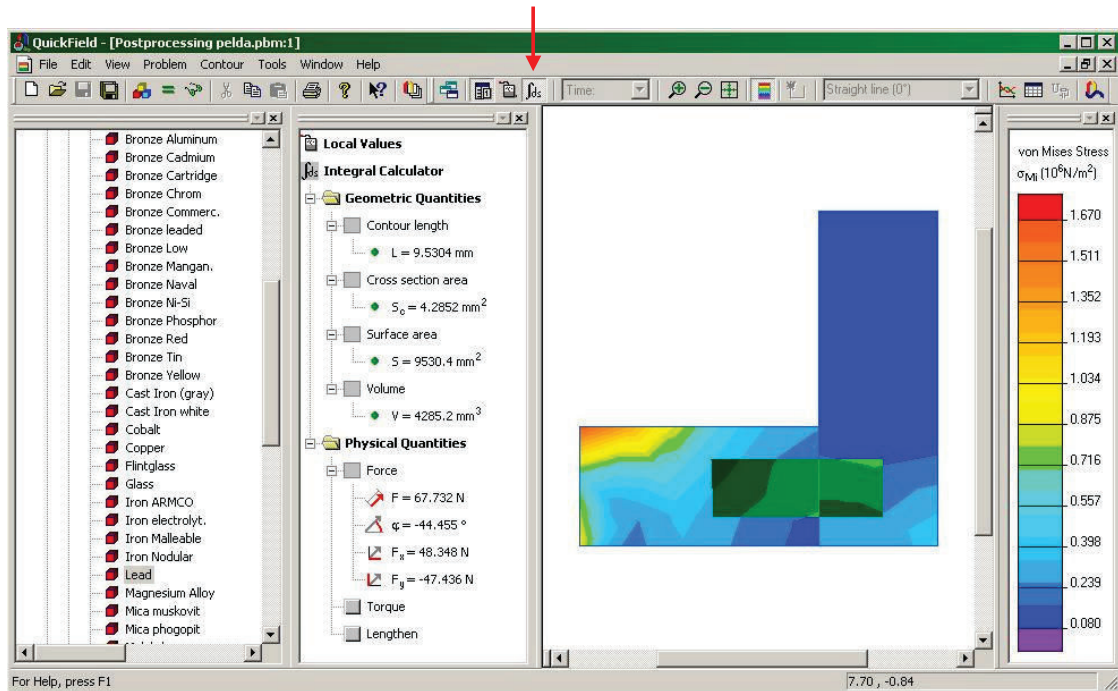 QuickField - [Postprocessing pelda.pbm:1]
File Edit View Problem Contour Tools Window Help
Time:
Straight line (0°)
Bronze Aluminum
Bronze Cadmium
Bronze Cartridge
Bronze Chrom
Bronze Commerc.
Bronze leaded
Bronze Low
Bronze Mangan.
Bronze Naval
Bronze Ni-Si
Bronze Phosphor
Bronze Red
Bronze Tin
Bronze Yellow
Cast Iron (gray)
Cast Iron white
Cobalt
Copper
Flintglass
Glass
Iron ARMCO
Iron electrolyt.
Iron Malleable
Iron Nodular
Lead
Magnesium Alloy
Mica muskovit
Mica phogopit
Local Values
Integral Calculator
Geometric Quantities
Contour length
L = 9.5304 mm
Cross section area
S_c = 4.2852 mm²
Surface area
S = 9530.4 mm²
Volume
V = 4285.2 mm³
Physical Quantities
Force
F = 67.732 N
φ = -44.455 °
F_x = 48.348 N
F_y = -47.436 N
Torque
Lengthen
von Mises Stress
σ_Mi (10⁶N/m²)
1.670
1.511
1.352
1.193
1.034
0.875
0.716
0.557
0.398
0.239
0.080
For Help, press F1
7.70 , -0.84